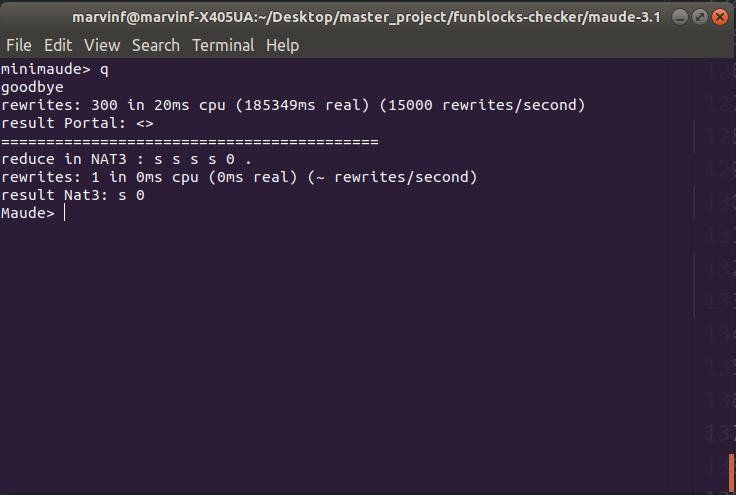 marvinf@marvinf-X405UA:~/Desktop/master_project/funblocks-checker/maude-3.1
File Edit View Search Terminal Help
minimaude> q
goodbye
rewrites: 300 in 20ms cpu (185349ms real) (15000 rewrites/second)
result Portal: <>
==========================================
reduce in NAT3 : s s s s 0 .
rewrites: 1 in 0ms cpu (0ms real) (~ rewrites/second)
result Nat3: s 0
Maude>